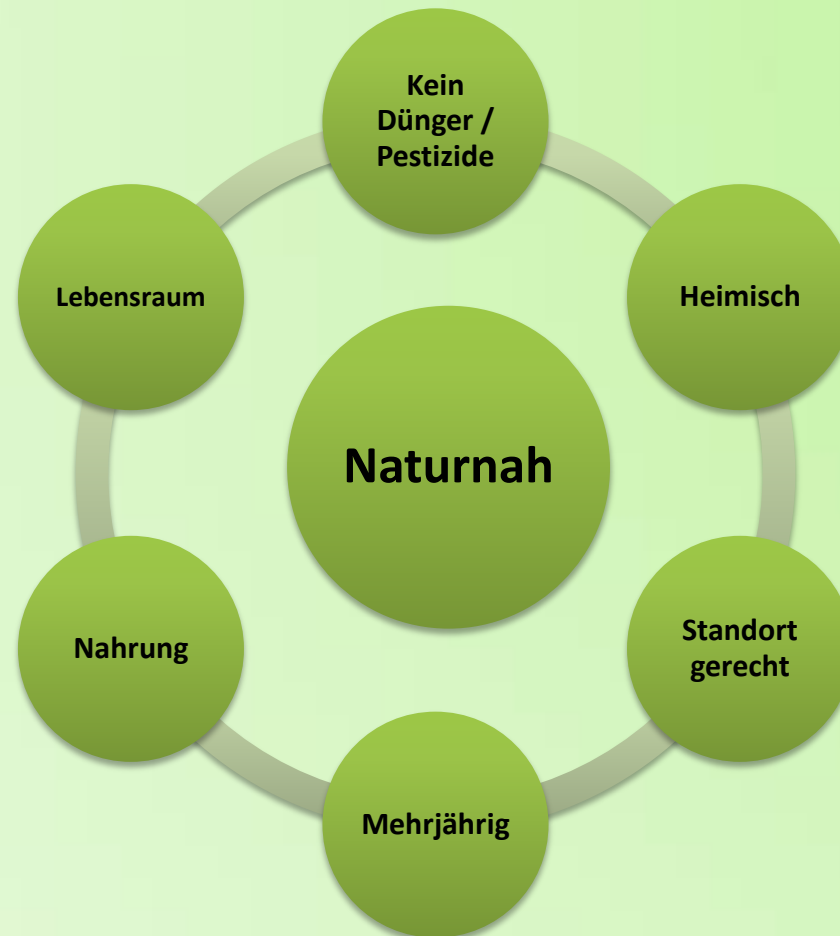 Kein
Dünger /
Pestizide
Heimisch
Standort
gerecht
Mehrjährig
Nahrung
Lebensraum
Naturnah